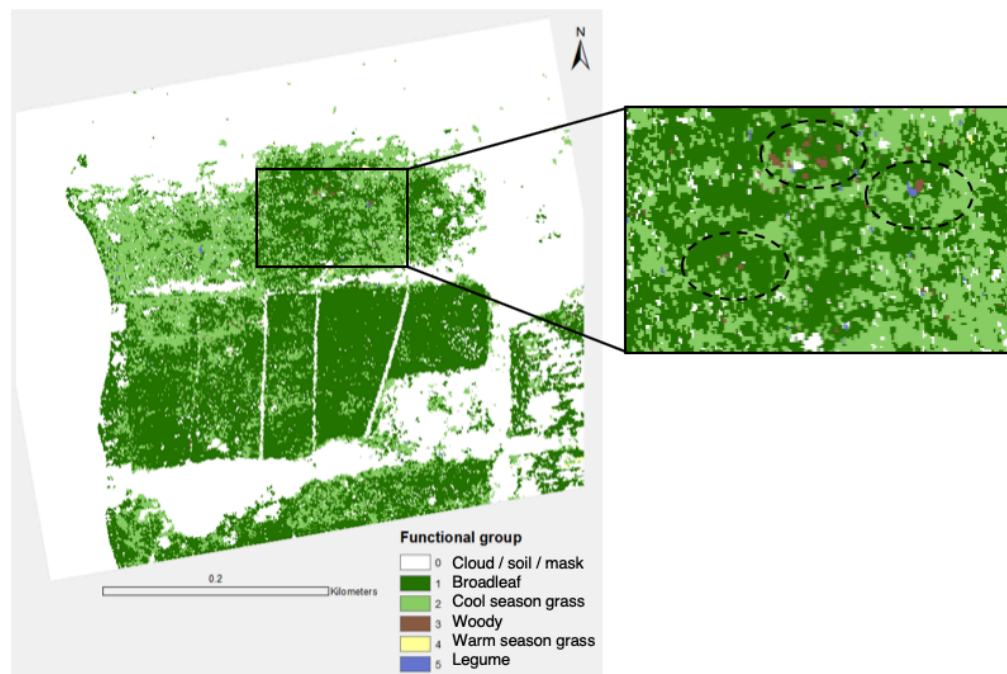 N
Functional group
0 Cloud / soil / mask
1 Broadleaf
2 Cool season grass
3 Woody
4 Warm season grass
5 Legume
0.2
Kilometers